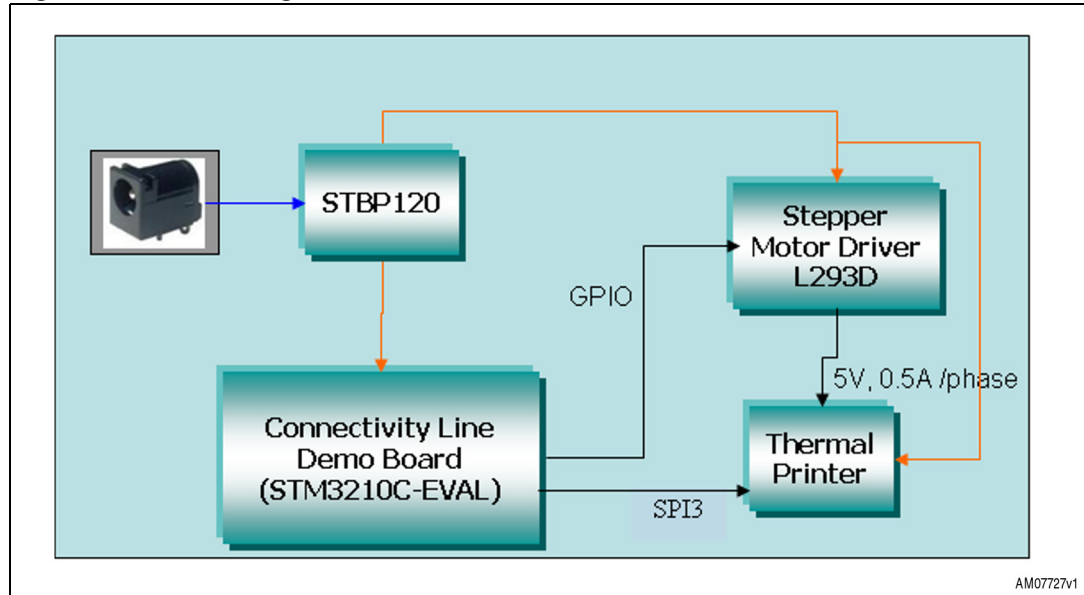 STBP120
Stepper
Motor Driver
L293D
GPIO
5V, 0.5A /phase
Connectivity Line
Demo Board
(STM3210C-EVAL)
Thermal
Printer
SPI3
AM07727v1